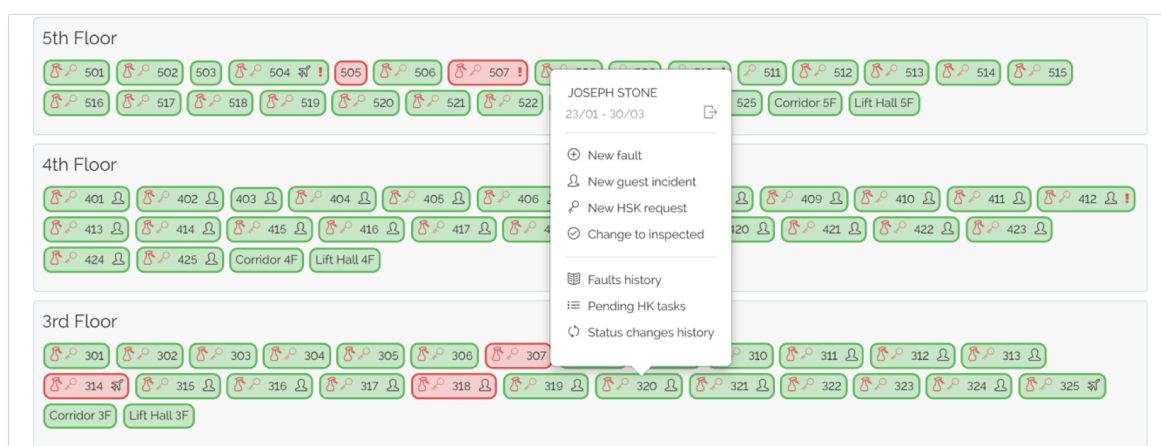 5th Floor
501 502 503 504 ! 505 506 507 ! 511 512 513 514 515
516 517 518 519 520 521 522 525 Corridor 5F Lift Hall 5F
JOSEPH STONE
23/01 - 30/03
New fault
New guest incident
New HSK request
Change to inspected
Faults history
Pending HK tasks
Status changes history
4th Floor
401 402 403 404 405 406 409 410 411 412 !
413 414 415 416 417 421 422 423
424 425 Corridor 4F Lift Hall 4F
3rd Floor
301 302 303 304 305 306 307 310 311 312 313
314 315 316 317 318 319 320 321 322 323 324 325
Corridor 3F Lift Hall 3F